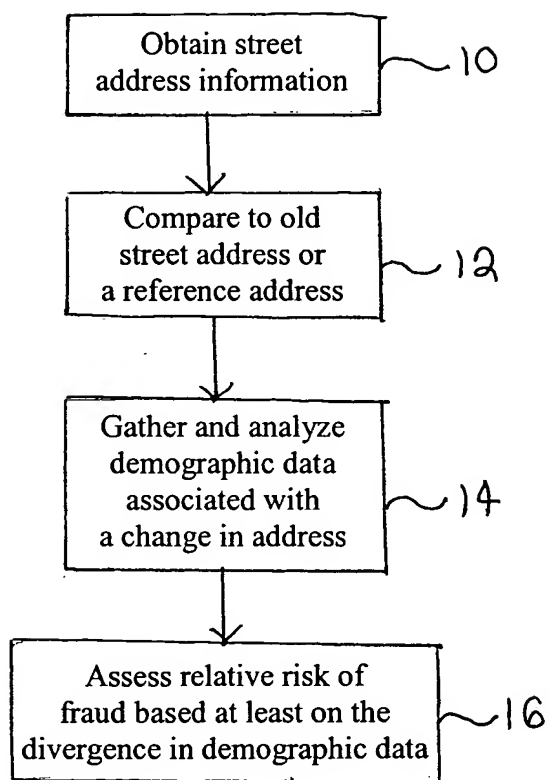 Obtain street
address information
10
Compare to old
street address or
a reference address
12
Gather and analyze
demographic data
associated with
a change in address
14
Assess relative risk of
fraud based at least on the
divergence in demographic data
16